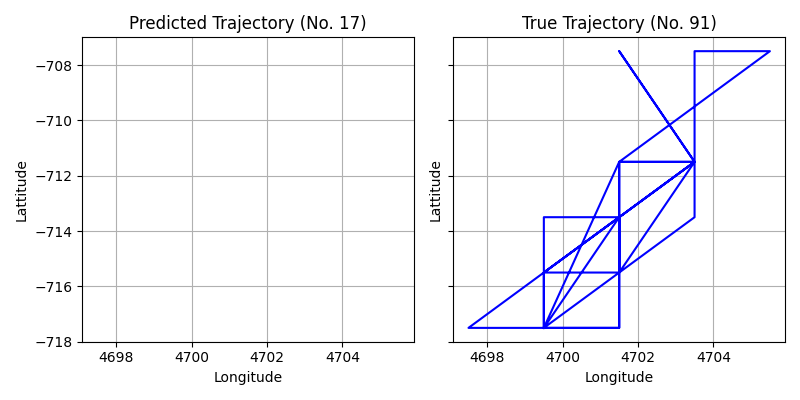 Predicted Trajectory (No. 17)
True Trajectory (No. 91)
Lattitude
−708
−710
−712
−714
−716
−718
4698 4700 4702 4704
Longitude
Lattitude
4698 4700 4702 4704
Longitude